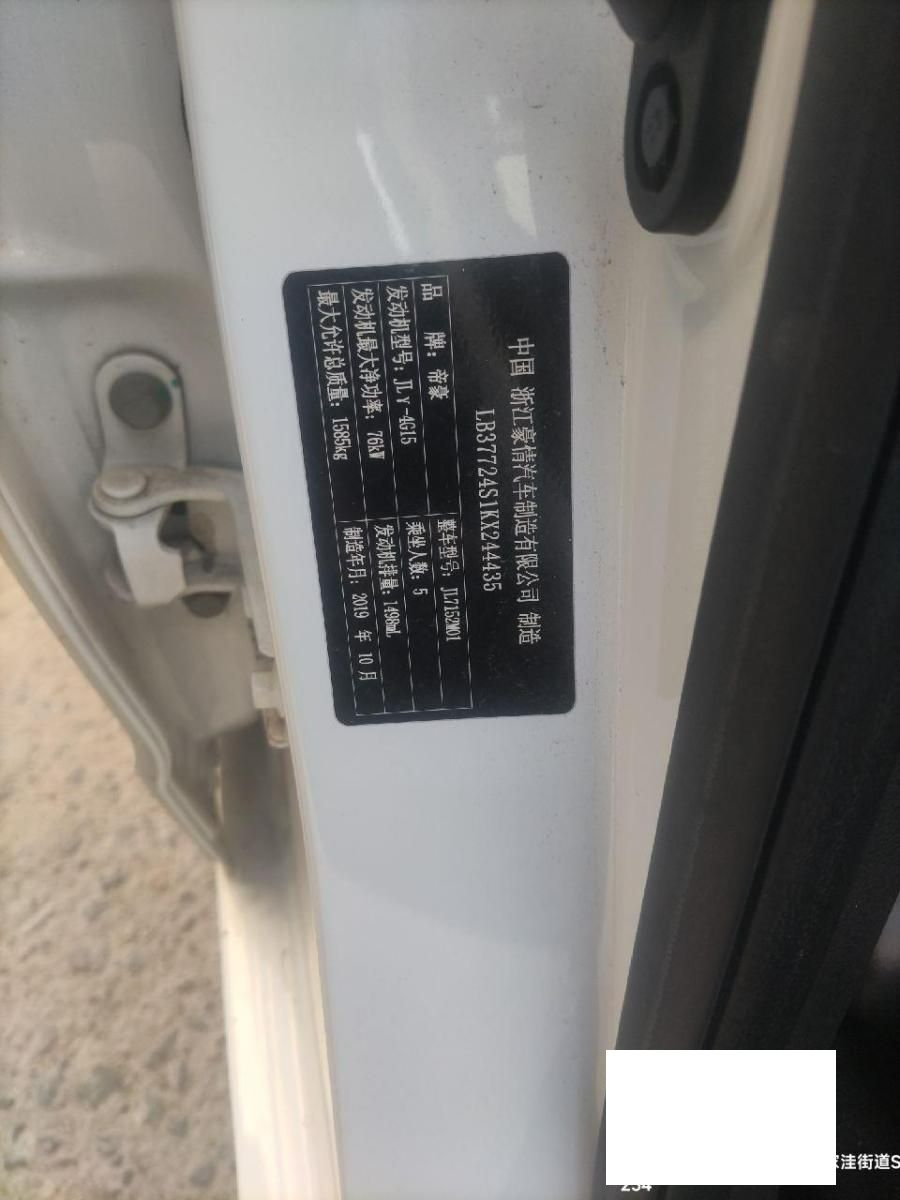 中国 浙江豪情汽车制造有限公司 制造
LB37724S1KX244435
品 牌：帝豪 整车型号：JL7152M01
发动机型号：JLγ-4G15 乘坐人数：5
发动机最大净功率：76kW 发动机排量：1498mL
最大允许总质量：1585kg 制造年月：2019 年 10 月
洼街道S
234